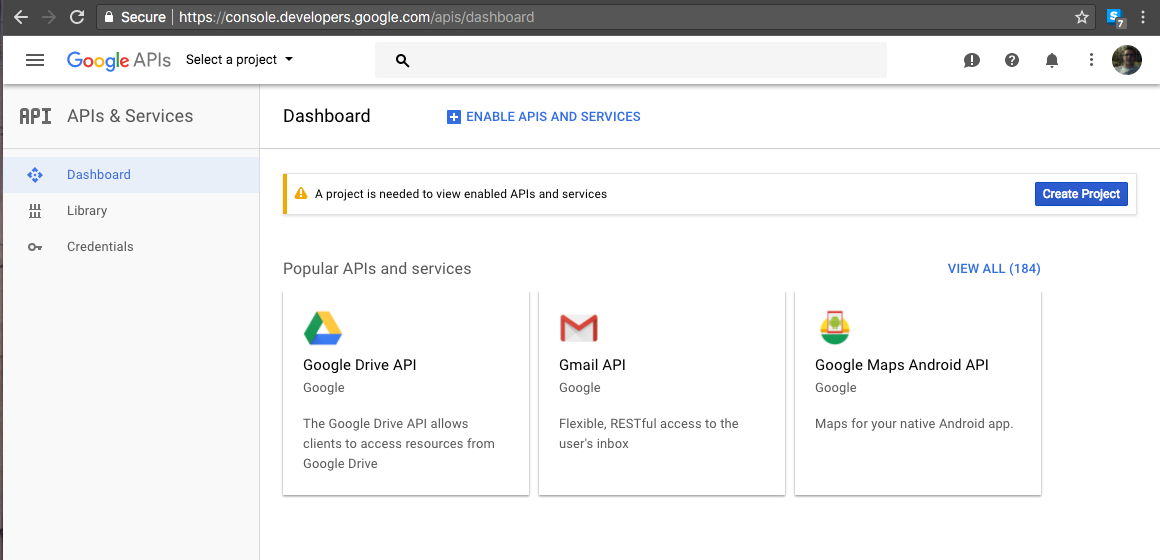 Secure https://console.developers.google.com/apis/dashboard
7
Google APIs Select a project
API APIs & Services
Dashboard ENABLE APIS AND SERVICES
Dashboard
Library
Credentials
A project is needed to view enabled APIs and services Create Project
Popular APIs and services VIEW ALL (184)
Google Drive API
Google
The Google Drive API allows
clients to access resources from
Google Drive
Gmail API
Google
Flexible, RESTful access to the
user's inbox
Google Maps Android API
Google
Maps for your native Android app.